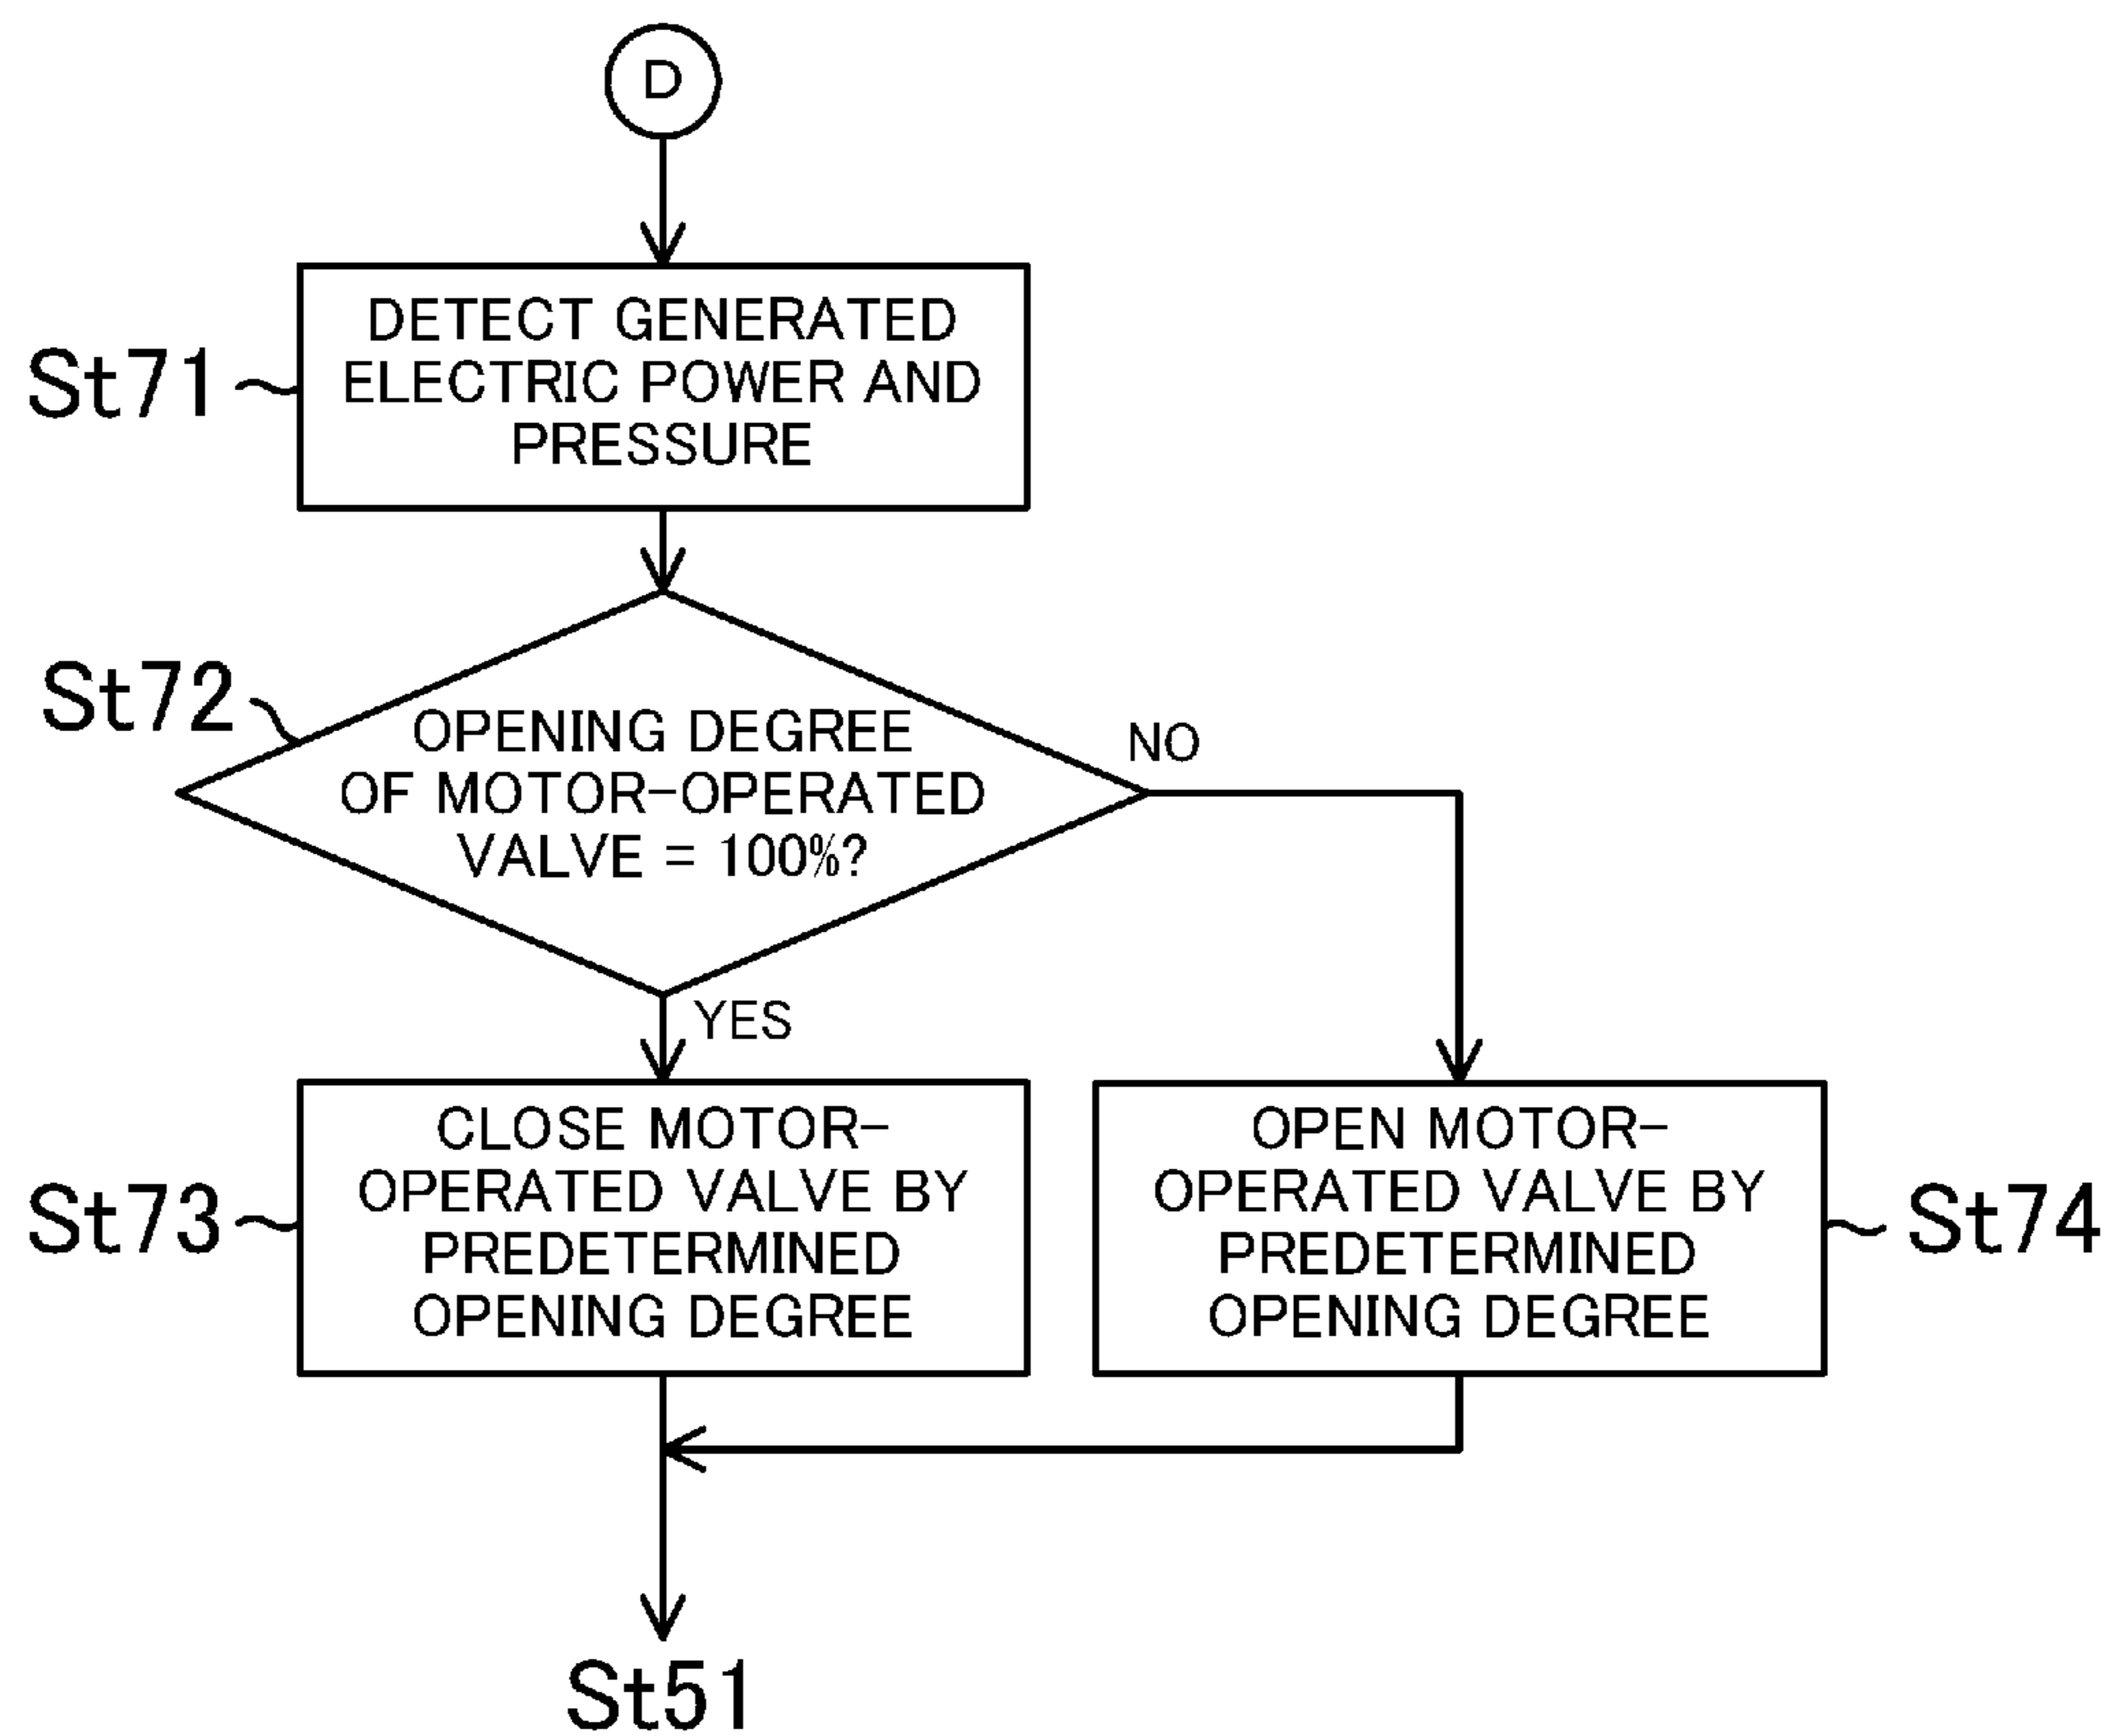 D
St71
DETECT GENERATED
ELECTRIC POWER AND
PRESSURE
St72
OPENING DEGREE
OF MOTOR-OPERATED
VALVE = 100%?
NO
YES
St73
CLOSE MOTOR-
OPERATED VALVE BY
PREDETERMINED
OPENING DEGREE
OPEN MOTOR-
OPERATED VALVE BY
PREDETERMINED
OPENING DEGREE
St74
St51